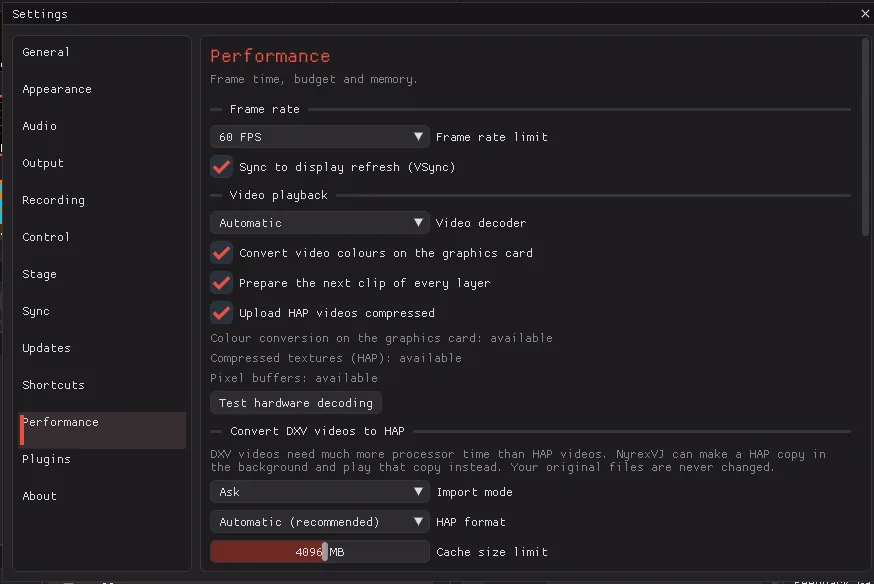 Settings
General
Appearance
Audio
Output
Recording
Control
Stage
Sync
Updates
Shortcuts
Performance
Plugins
About
Performance
Frame time, budget and memory.
Frame rate
60 FPS
Frame rate limit
Sync to display refresh (VSync)
Video playback
Automatic
Video decoder
Convert video colours on the graphics card
Prepare the next clip of every layer
Upload HAP videos compressed
Colour conversion on the graphics card: available
Compressed textures (HAP): available
Pixel buffers: available
Test hardware decoding
Convert DXV videos to HAP
DXV videos need much more processor time than HAP videos. NyrexVJ can make a HAP copy in
the background and play that copy instead. Your original files are never changed.
Ask
Import mode
Automatic (recommended)
HAP format
4096 MB
Cache size limit